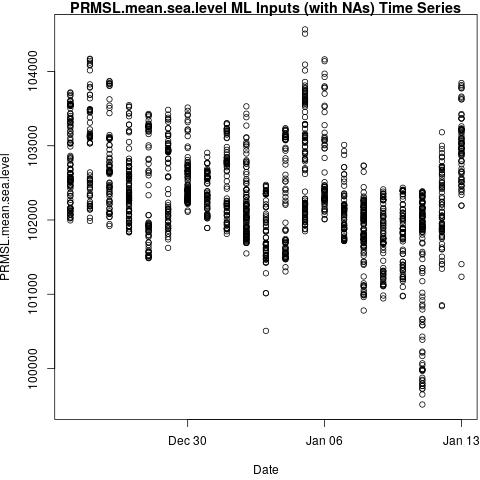 PRMSL.mean.sea.level ML Inputs (with NAs) Time Series
PRMSL.mean.sea.level
104000
103000
102000
101000
100000
Dec 30
Jan 06
Jan 13
Date